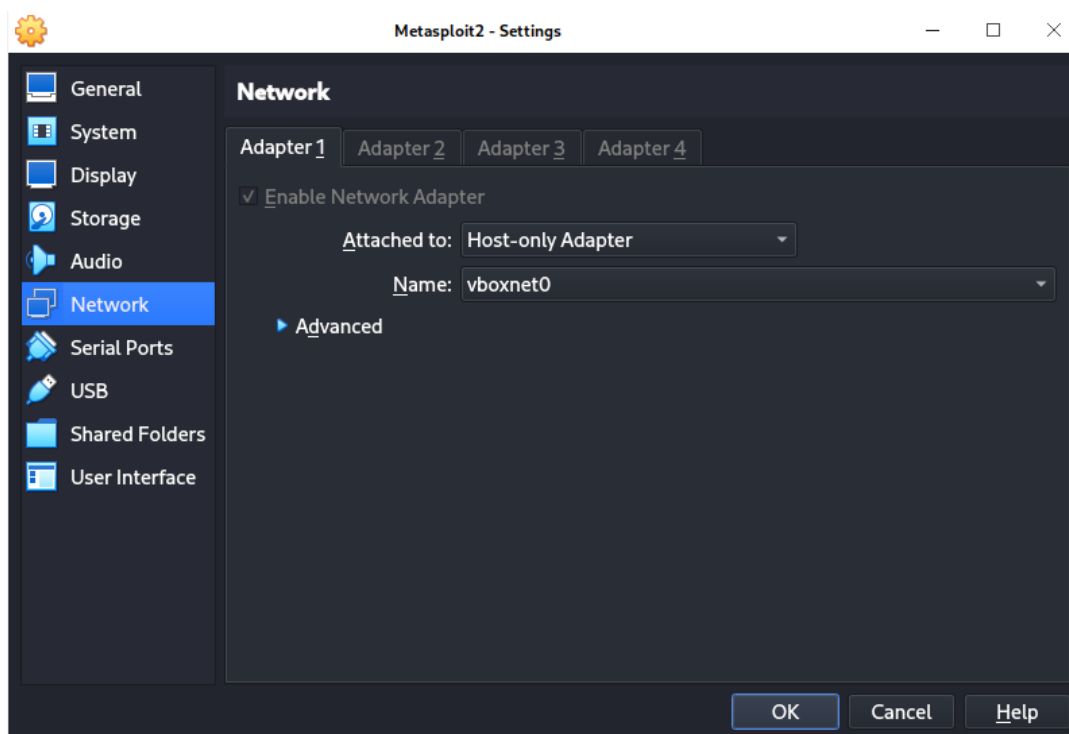 Metasploit2 - Settings
General
System
Display
Storage
Audio
Network
Serial Ports
USB
Shared Folders
User Interface
Network
Adapter 1 Adapter 2 Adapter 3 Adapter 4
Enable Network Adapter
Attached to: Host-only Adapter
Name: vboxnet0
Advanced
OK Cancel Help